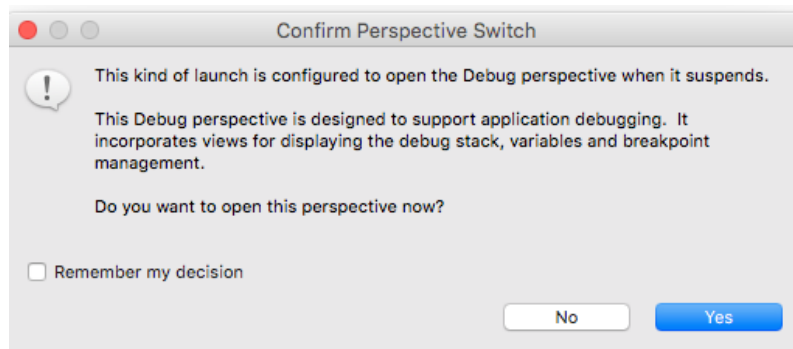 Confirm Perspective Switch
This kind of launch is configured to open the Debug perspective when it suspends.
This Debug perspective is designed to support application debugging.  It
incorporates views for displaying the debug stack, variables and breakpoint
management.
Do you want to open this perspective now?
Remember my decision
No
Yes